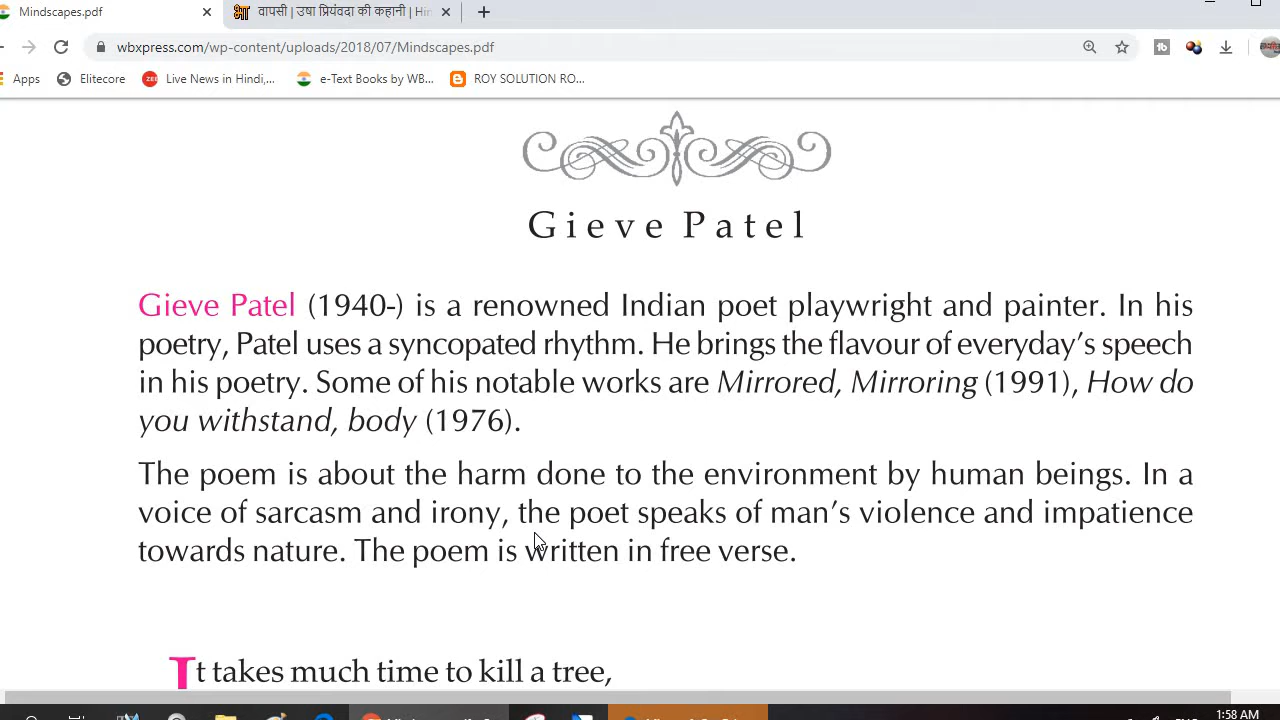 Mindscapes.pdf
वापसी | उषा प्रियंवदा की कहानी | Hin
wbxpress.com/wp-content/uploads/2018/07/Mindscapes.pdf
Apps Elitecore Live News in Hindi,... e-Text Books by WB... ROY SOLUTION RO...
Gieve Patel
Gieve Patel (1940-) is a renowned Indian poet playwright and painter. In his
poetry, Patel uses a syncopated rhythm. He brings the flavour of everyday's speech
in his poetry. Some of his notable works are Mirrored, Mirroring (1991), How do
you withstand, body (1976).
The poem is about the harm done to the environment by human beings. In a
voice of sarcasm and irony, the poet speaks of man's violence and impatience
towards nature. The poem is written in free verse.
It takes much time to kill a tree,
1:58 AM